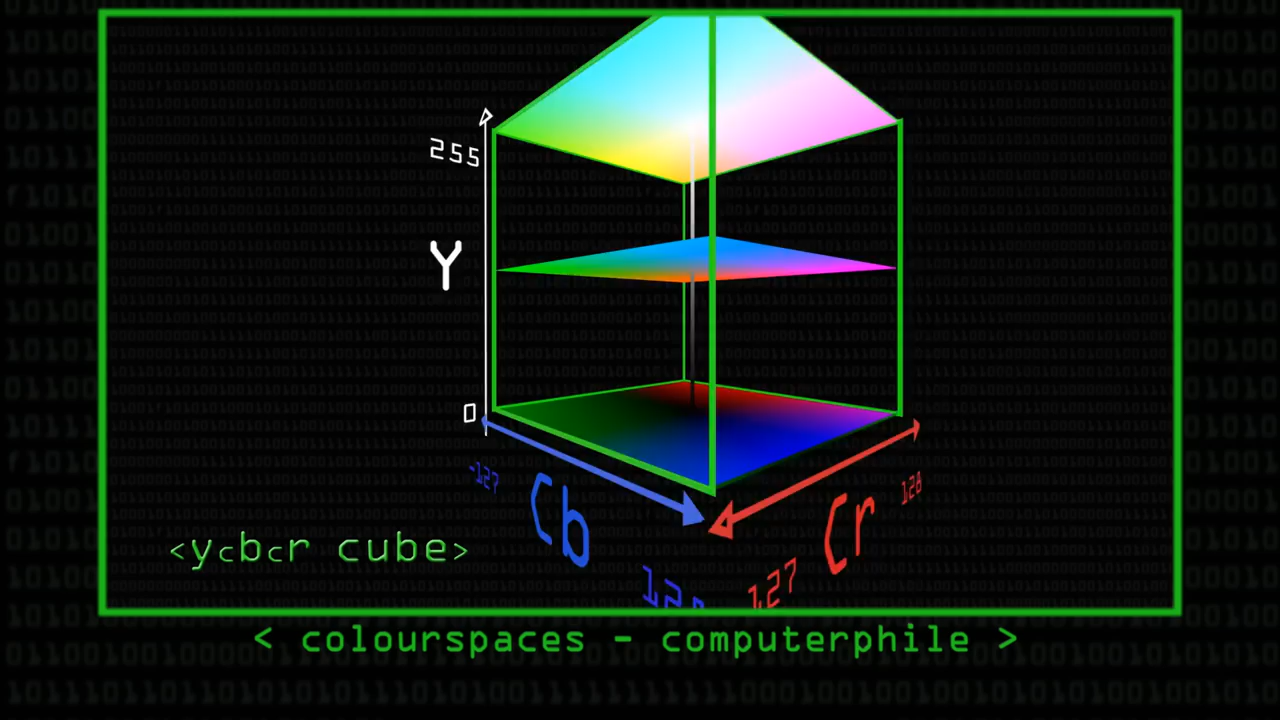 255
Y
0
-127
Cb
Cr
128
127
<ycbcr cube>
< colourspaces - computerphile >